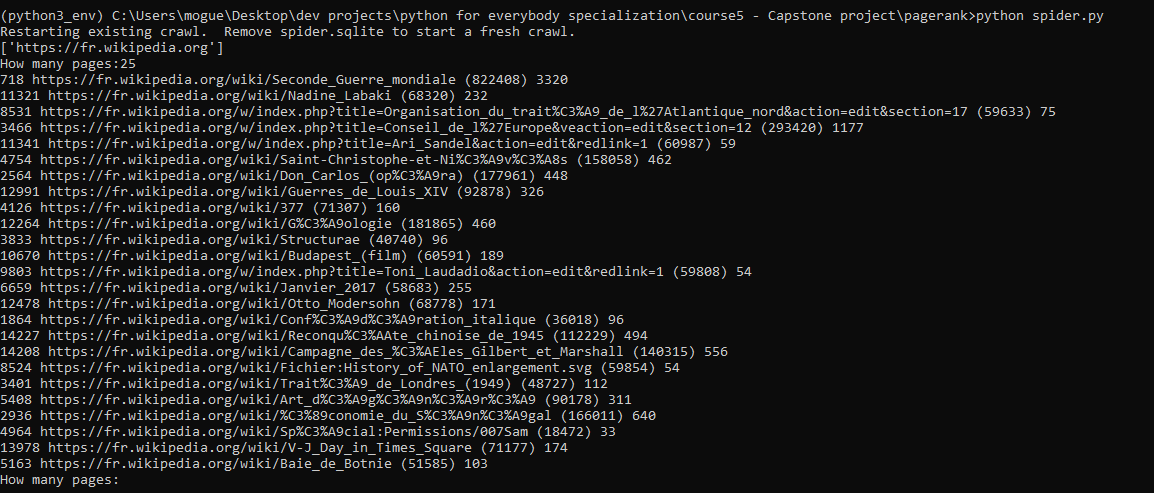 (python3_env) C:\Users\mogue\Desktop\dev projects\python for everybody specialization\course5 - Capstone project\pagerank>python spider.py
Restarting existing crawl.  Remove spider.sqlite to start a fresh crawl.
['https://fr.wikipedia.org']
How many pages:25
718 https://fr.wikipedia.org/wiki/Seconde_Guerre_mondiale (822408) 3320
11321 https://fr.wikipedia.org/wiki/Nadine_Labaki (68320) 232
8531 https://fr.wikipedia.org/w/index.php?title=Organisation_du_trait%C3%A9_de_l%27Atlantique_nord&action=edit&section=17 (59633) 75
3466 https://fr.wikipedia.org/w/index.php?title=Conseil_de_l%27Europe&veaction=edit&section=12 (293420) 1177
11341 https://fr.wikipedia.org/w/index.php?title=Ari_Sandel&action=edit&redlink=1 (60987) 59
4754 https://fr.wikipedia.org/wiki/Saint-Christophe-et-Ni%C3%A9v%C3%A8s (158058) 462
2564 https://fr.wikipedia.org/wiki/Don_Carlos_(op%C3%A9ra) (177961) 448
12991 https://fr.wikipedia.org/wiki/Guerres_de_Louis_XIV (92878) 326
4126 https://fr.wikipedia.org/wiki/377 (71307) 160
12264 https://fr.wikipedia.org/wiki/G%C3%A9ologie (181865) 460
3833 https://fr.wikipedia.org/wiki/Structurae (40740) 96
10670 https://fr.wikipedia.org/wiki/Budapest_(film) (60591) 189
9803 https://fr.wikipedia.org/w/index.php?title=Toni_Laudadio&action=edit&redlink=1 (59808) 54
6659 https://fr.wikipedia.org/wiki/Janvier_2017 (58683) 255
12478 https://fr.wikipedia.org/wiki/Otto_Modersohn (68778) 171
1864 https://fr.wikipedia.org/wiki/Conf%C3%A9d%C3%A9ration_italique (36018) 96
14227 https://fr.wikipedia.org/wiki/Reconqu%C3%AAte_chinoise_de_1945 (112229) 494
14208 https://fr.wikipedia.org/wiki/Campagne_des_%C3%AEles_Gilbert_et_Marshall (140315) 556
8524 https://fr.wikipedia.org/wiki/Fichier:History_of_NATO_enlargement.svg (59854) 54
3401 https://fr.wikipedia.org/wiki/Trait%C3%A9_de_Londres_(1949) (48727) 112
5408 https://fr.wikipedia.org/wiki/Art_d%C3%A9g%C3%A9n%C3%A9r%C3%A9 (90178) 311
2936 https://fr.wikipedia.org/wiki/%C3%89conomie_du_S%C3%A9n%C3%A9gal (166011) 640
4964 https://fr.wikipedia.org/wiki/Sp%C3%A9cial:Permissions/007Sam (18472) 33
13978 https://fr.wikipedia.org/wiki/V-J_Day_in_Times_Square (71177) 174
5163 https://fr.wikipedia.org/wiki/Baie_de_Botnie (51585) 103
How many pages: